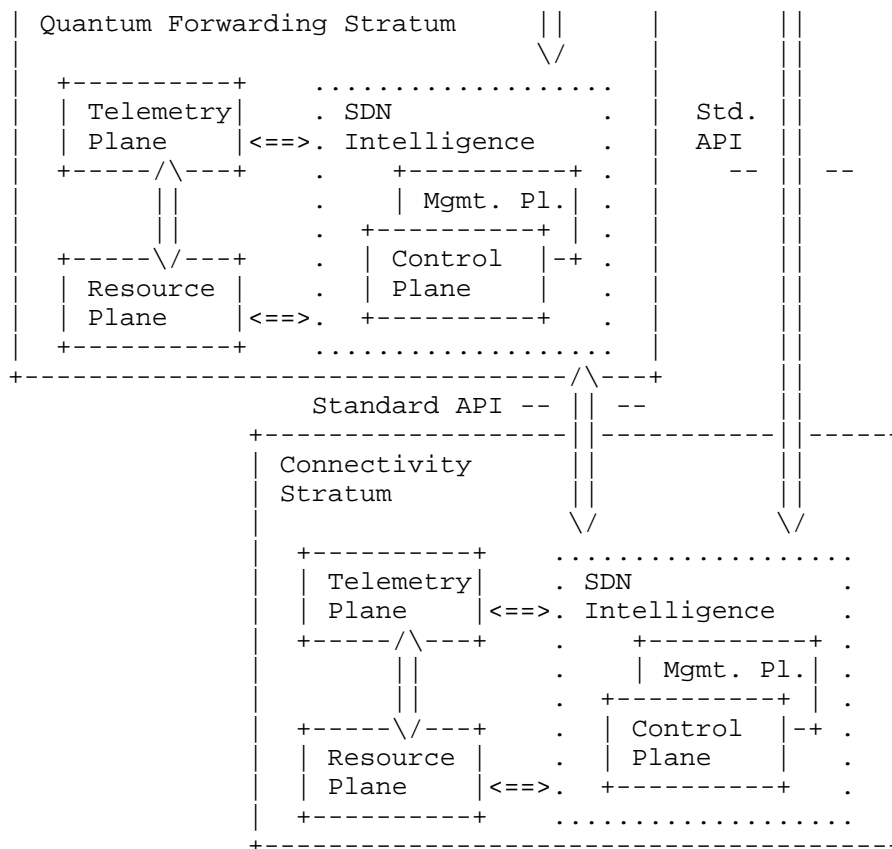 Quantum Forwarding Stratum
Telemetry SDN Std.
Plane <==> Intelligence API
Mgmt. Pl.
Resource Control
Plane <==> Plane
Standard API
Connectivity
Stratum
Telemetry SDN
Plane <==> Intelligence
Mgmt. Pl.
Resource Control
Plane <==> Plane